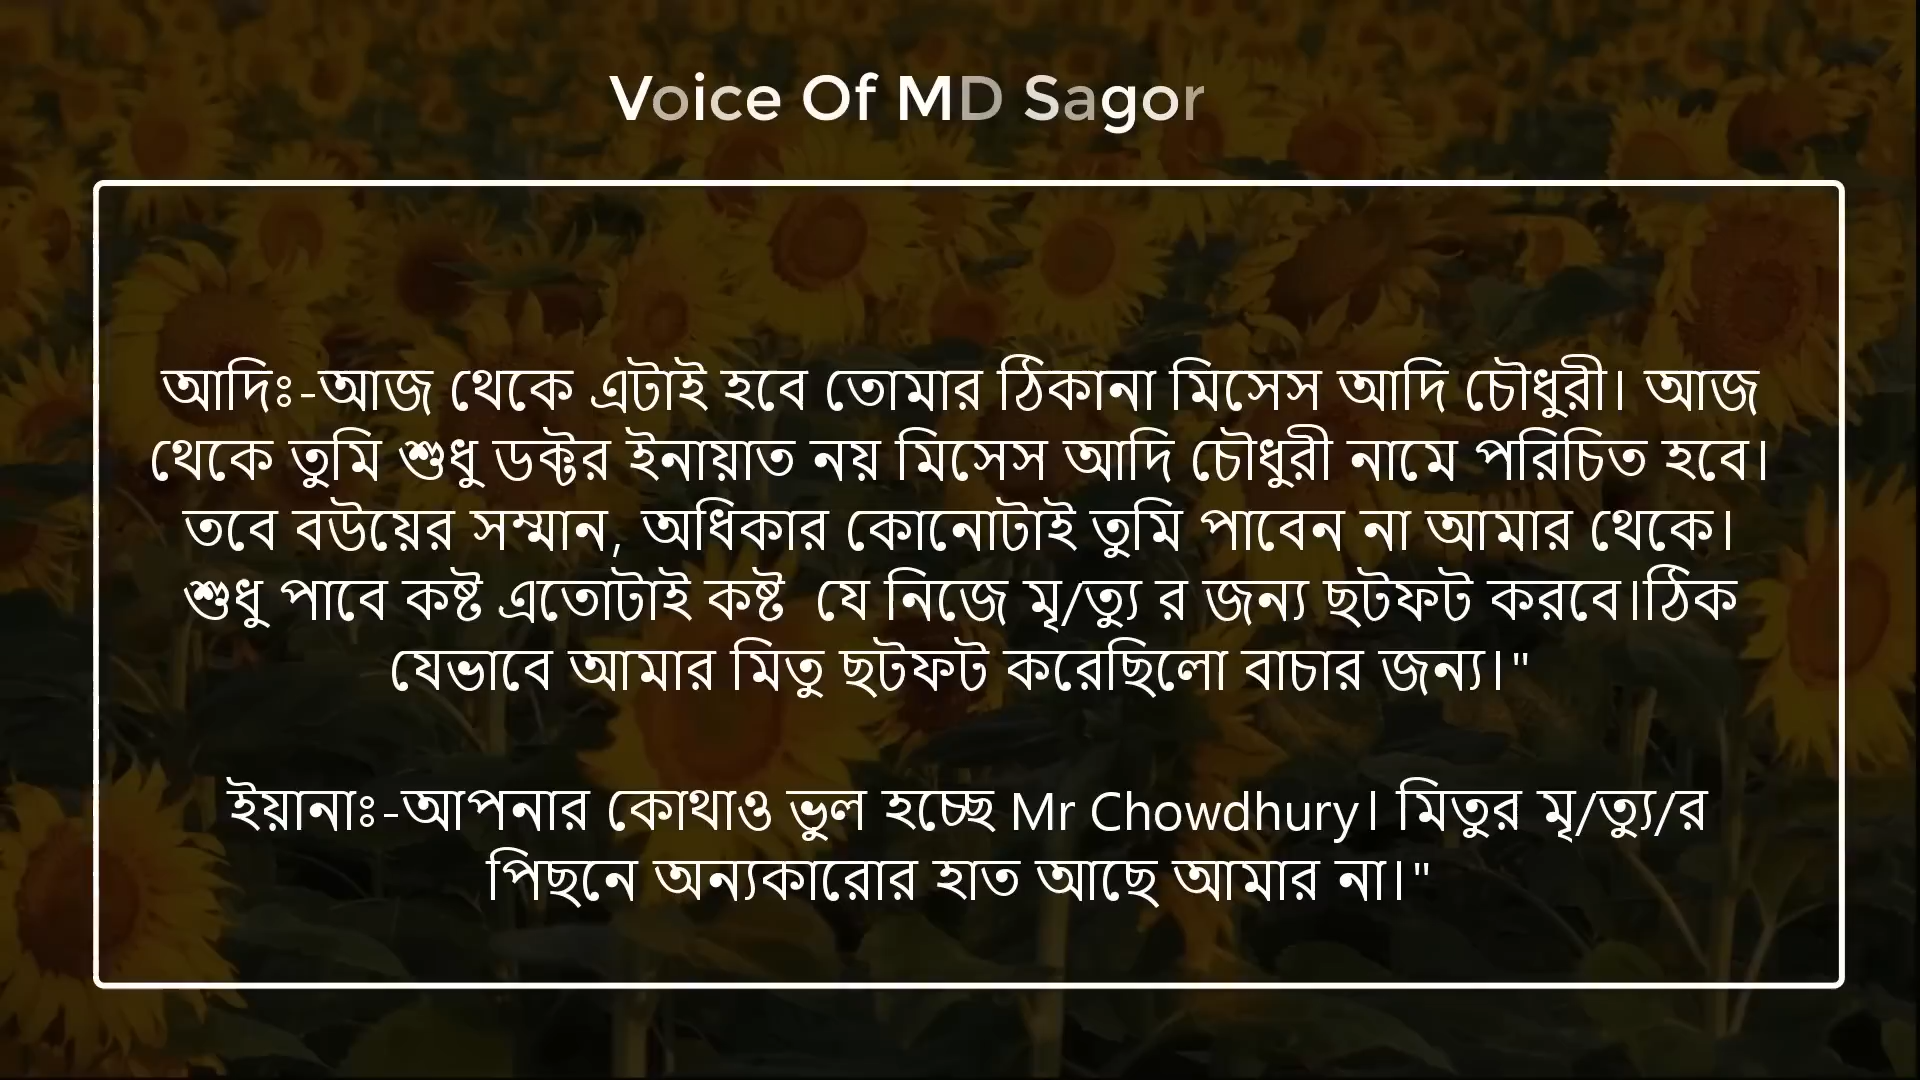 Voice Of MD Sagor
আদিঃ-আজ থেকে এটাই হবে তোমার ঠিকানা মিসেস আদি চৌধুরী। আজ
থেকে তুমি শুধু ডক্টর ইনায়াত নয় মিসেস আদি চৌধুরী নামে পরিচিত হবে।
তবে বউয়ের সম্মান, অধিকার কোনোটাই তুমি পাবেন না আমার থেকে।
শুধু পাবে কষ্ট এতোটাই কষ্ট  যে নিজে মৃ/ত্যু র জন্য ছটফট করবে।ঠিক
যেভাবে আমার মিতু ছটফট করেছিলো বাচার জন্য।"
ইয়ানাঃ-আপনার কোথাও ভুল হচ্ছে Mr Chowdhury। মিতুর মৃ/ত্যু/র
পিছনে অন্যকারোর হাত আছে আমার না।"